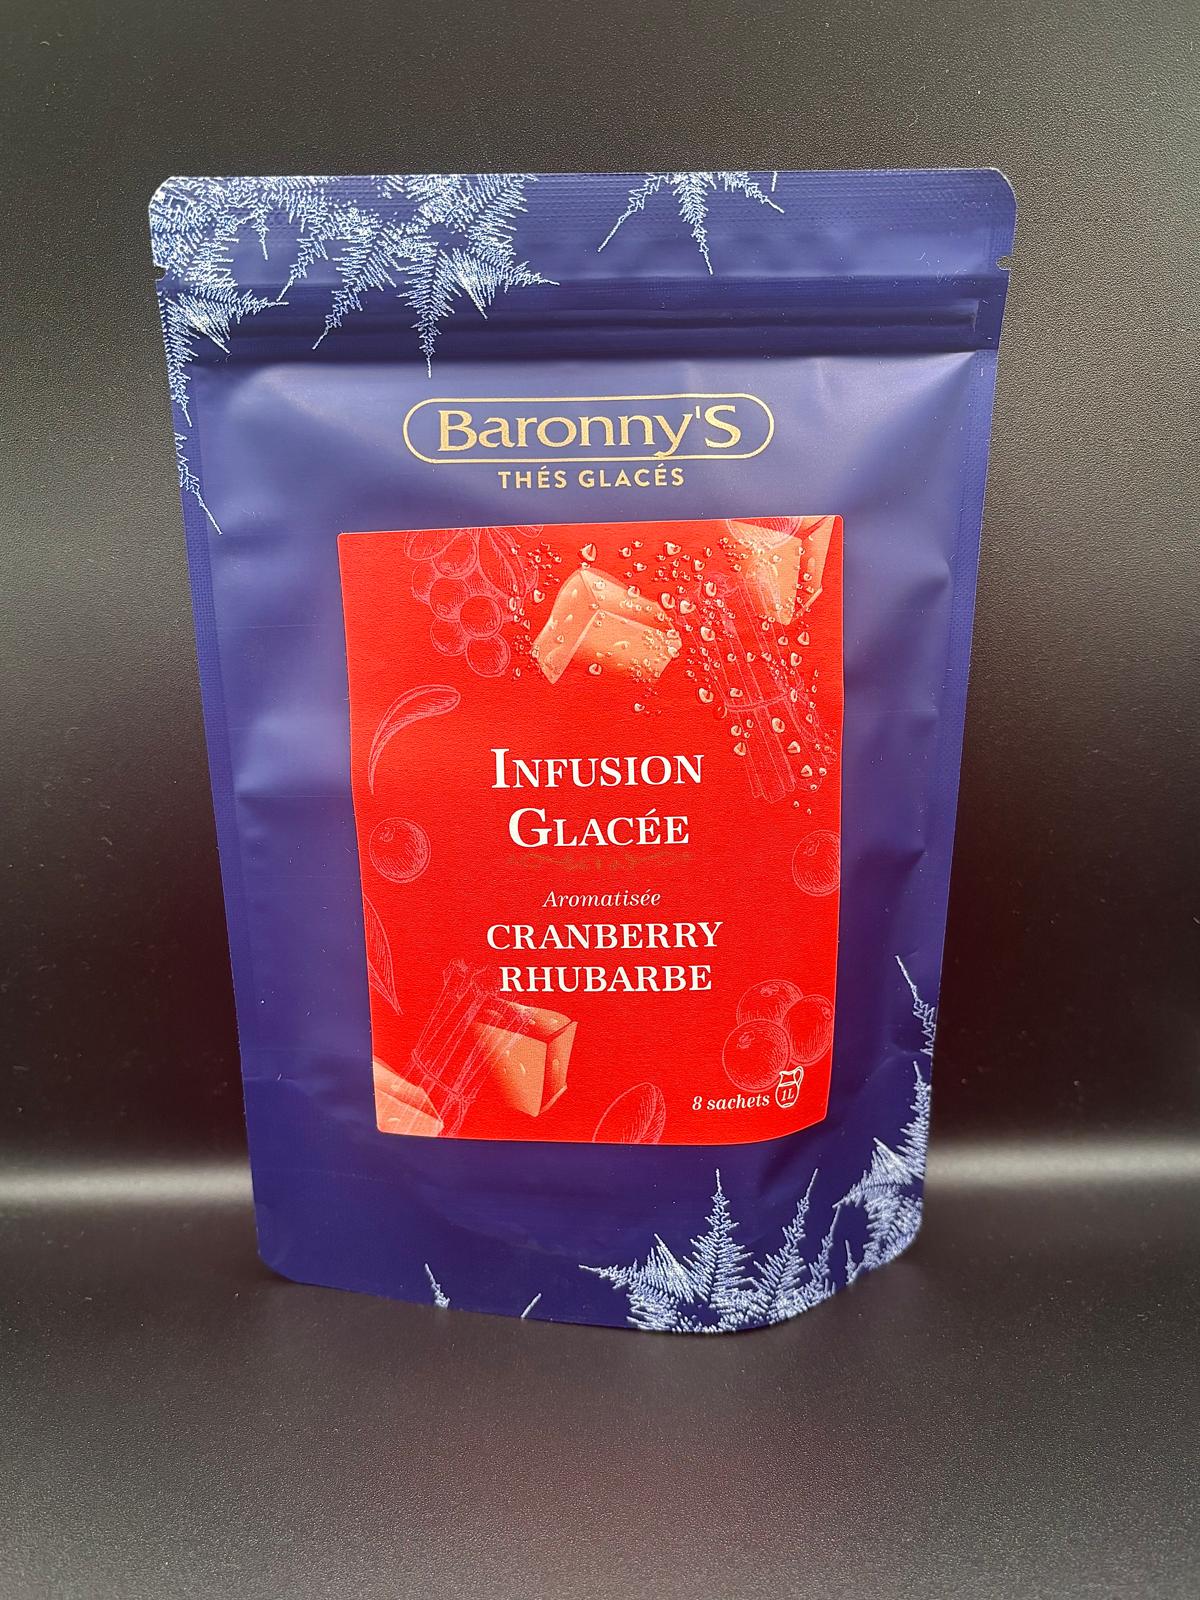 Baronny'S
THÉS GLACÉS
INFUSION
GLACÉE
Aromatisée
CRANBERRY
RHUBARBE
8 sachets 1L